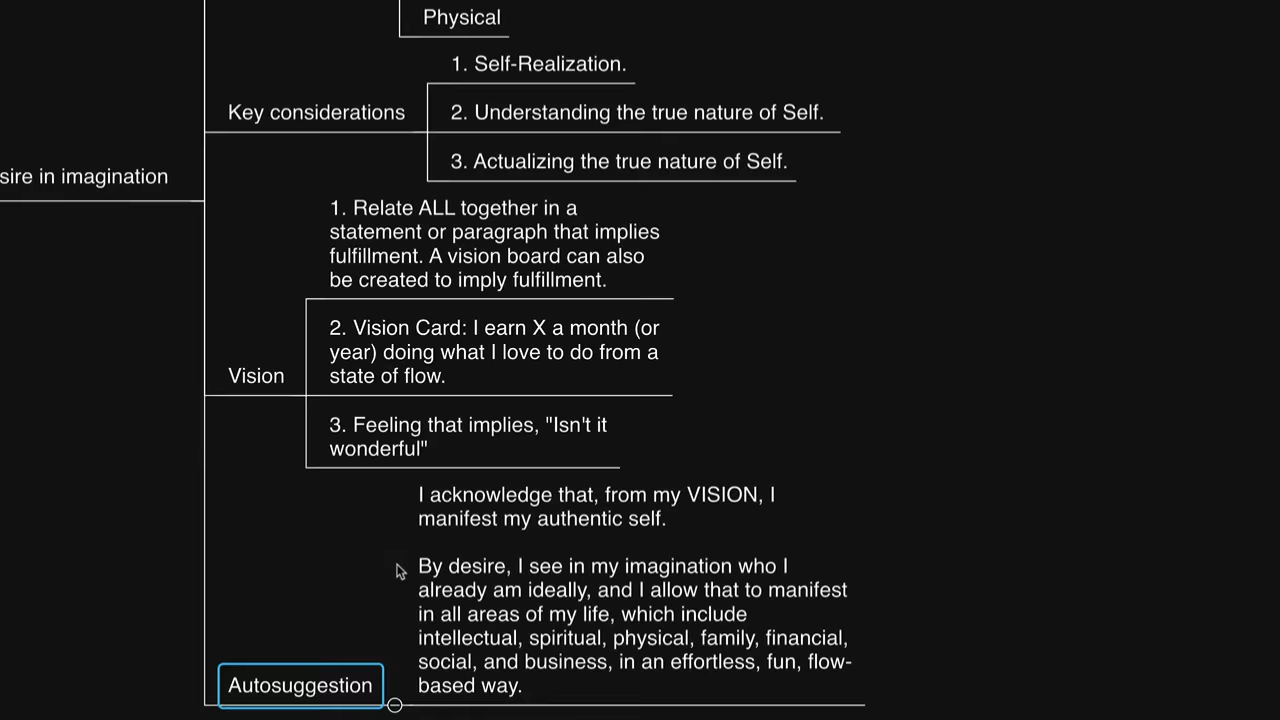 Physical
1. Self-Realization.
Key considerations
2. Understanding the true nature of Self.
3. Actualizing the true nature of Self.
sire in imagination
1. Relate ALL together in a
statement or paragraph that implies
fulfillment. A vision board can also
be created to imply fulfillment.
2. Vision Card: I earn X a month (or
year) doing what I love to do from a
state of flow.
Vision
3. Feeling that implies, "Isn't it
wonderful"
I acknowledge that, from my VISION, I
manifest my authentic self.
By desire, I see in my imagination who I
already am ideally, and I allow that to manifest
in all areas of my life, which include
intellectual, spiritual, physical, family, financial,
social, and business, in an effortless, fun, flow-
based way.
Autosuggestion